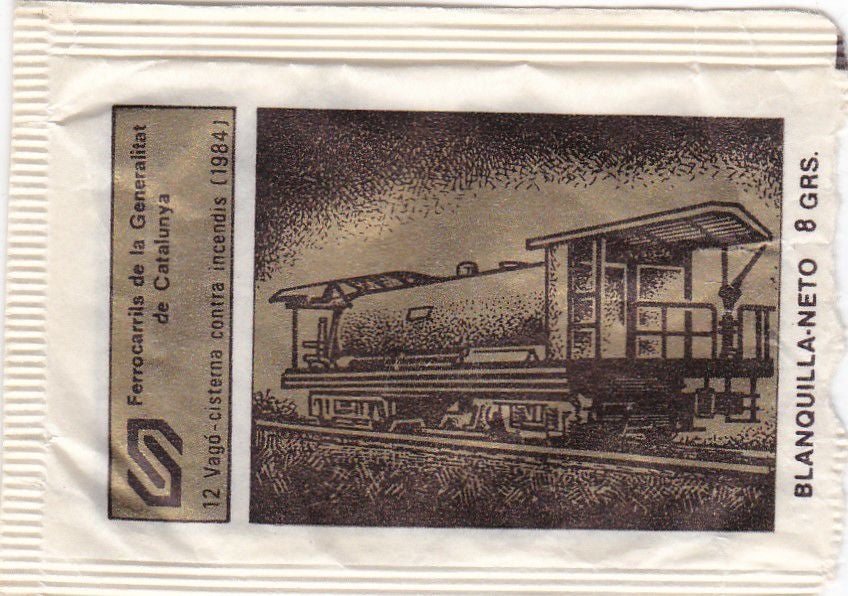 Ferrocarrils de la Generalitat
de Catalunya
12 Vagó-cisterna contra incendis (1984)
BLANQUILLA-NETO 8 GRS.